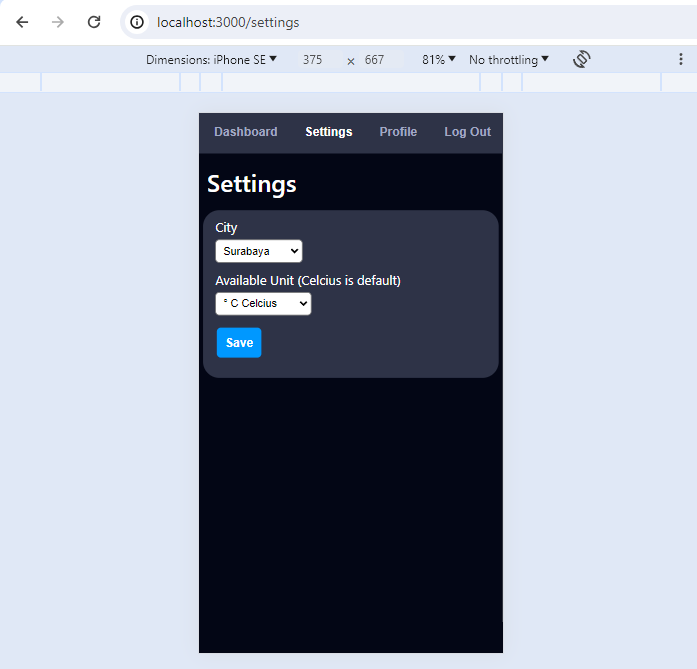 localhost:3000/settings
Dimensions: iPhone SE 375 × 667 81% No throttling
Dashboard Settings Profile Log Out
Settings
City
Surabaya
Available Unit (Celcius is default)
° C Celcius
Save